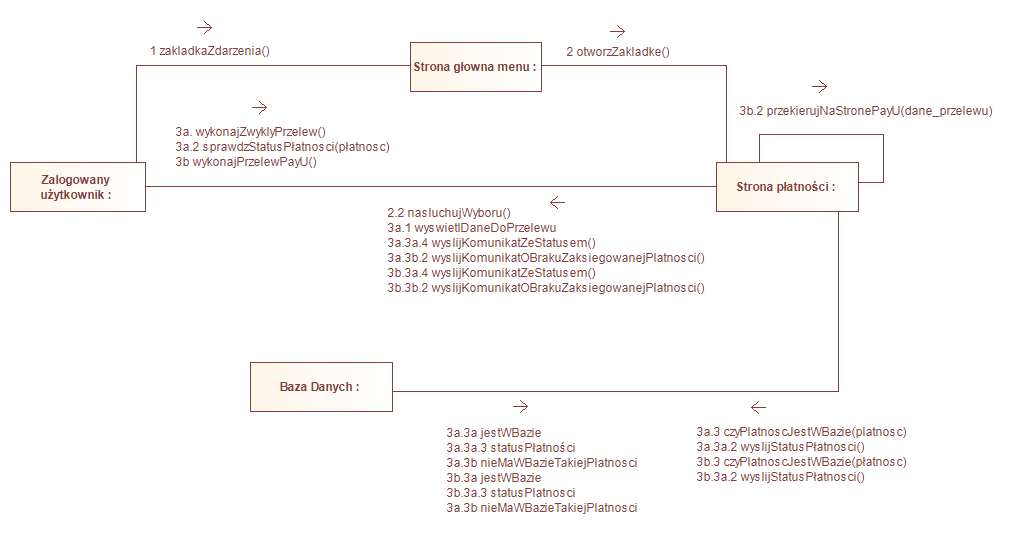 1 zakladkaZdarzenia()
Strona głowna menu :
2 otworzZakladke()
3b.2 przekierujNaStronePayU(dane_przelewu)
3a. wykonajZwyklyPrzelew()
3a.2 sprawdzStatusPłatnosci(płatnosc)
3b wykonajPrzelewPayU()
Zalogowany
użytkownik :
Strona płatności :
2.2 nasluchujWyboru()
3a.1 wyswietlDaneDoPrzelewu
3a.3a.4 wyslijKomunikatZeStatusem()
3a.3b.2 wyslijKomunikatOBrakuZaksiegowanejPlatnosci()
3b.3a.4 wyslijKomunikatZeStatusem()
3b.3b.2 wyslijKomunikatOBrakuZaksiegowanejPlatnosci()
Baza Danych :
3a.3a jestWBazie
3a.3a.3 statusPłatności
3a.3b nieMaWBazieTakiejPlatnosci
3b.3a jestWBazie
3b.3a.3 statusPlatnosci
3a.3b nieMaWBazieTakiejPlatnosci
3a.3 czyPlatnoscJestWBazie(platnosc)
3a.3a.2 wyslijStatusPłatnosci()
3b.3 czyPlatnoscJestWBazie(płatnosc)
3b.3a.2 wyslijStatusPłatnosci()